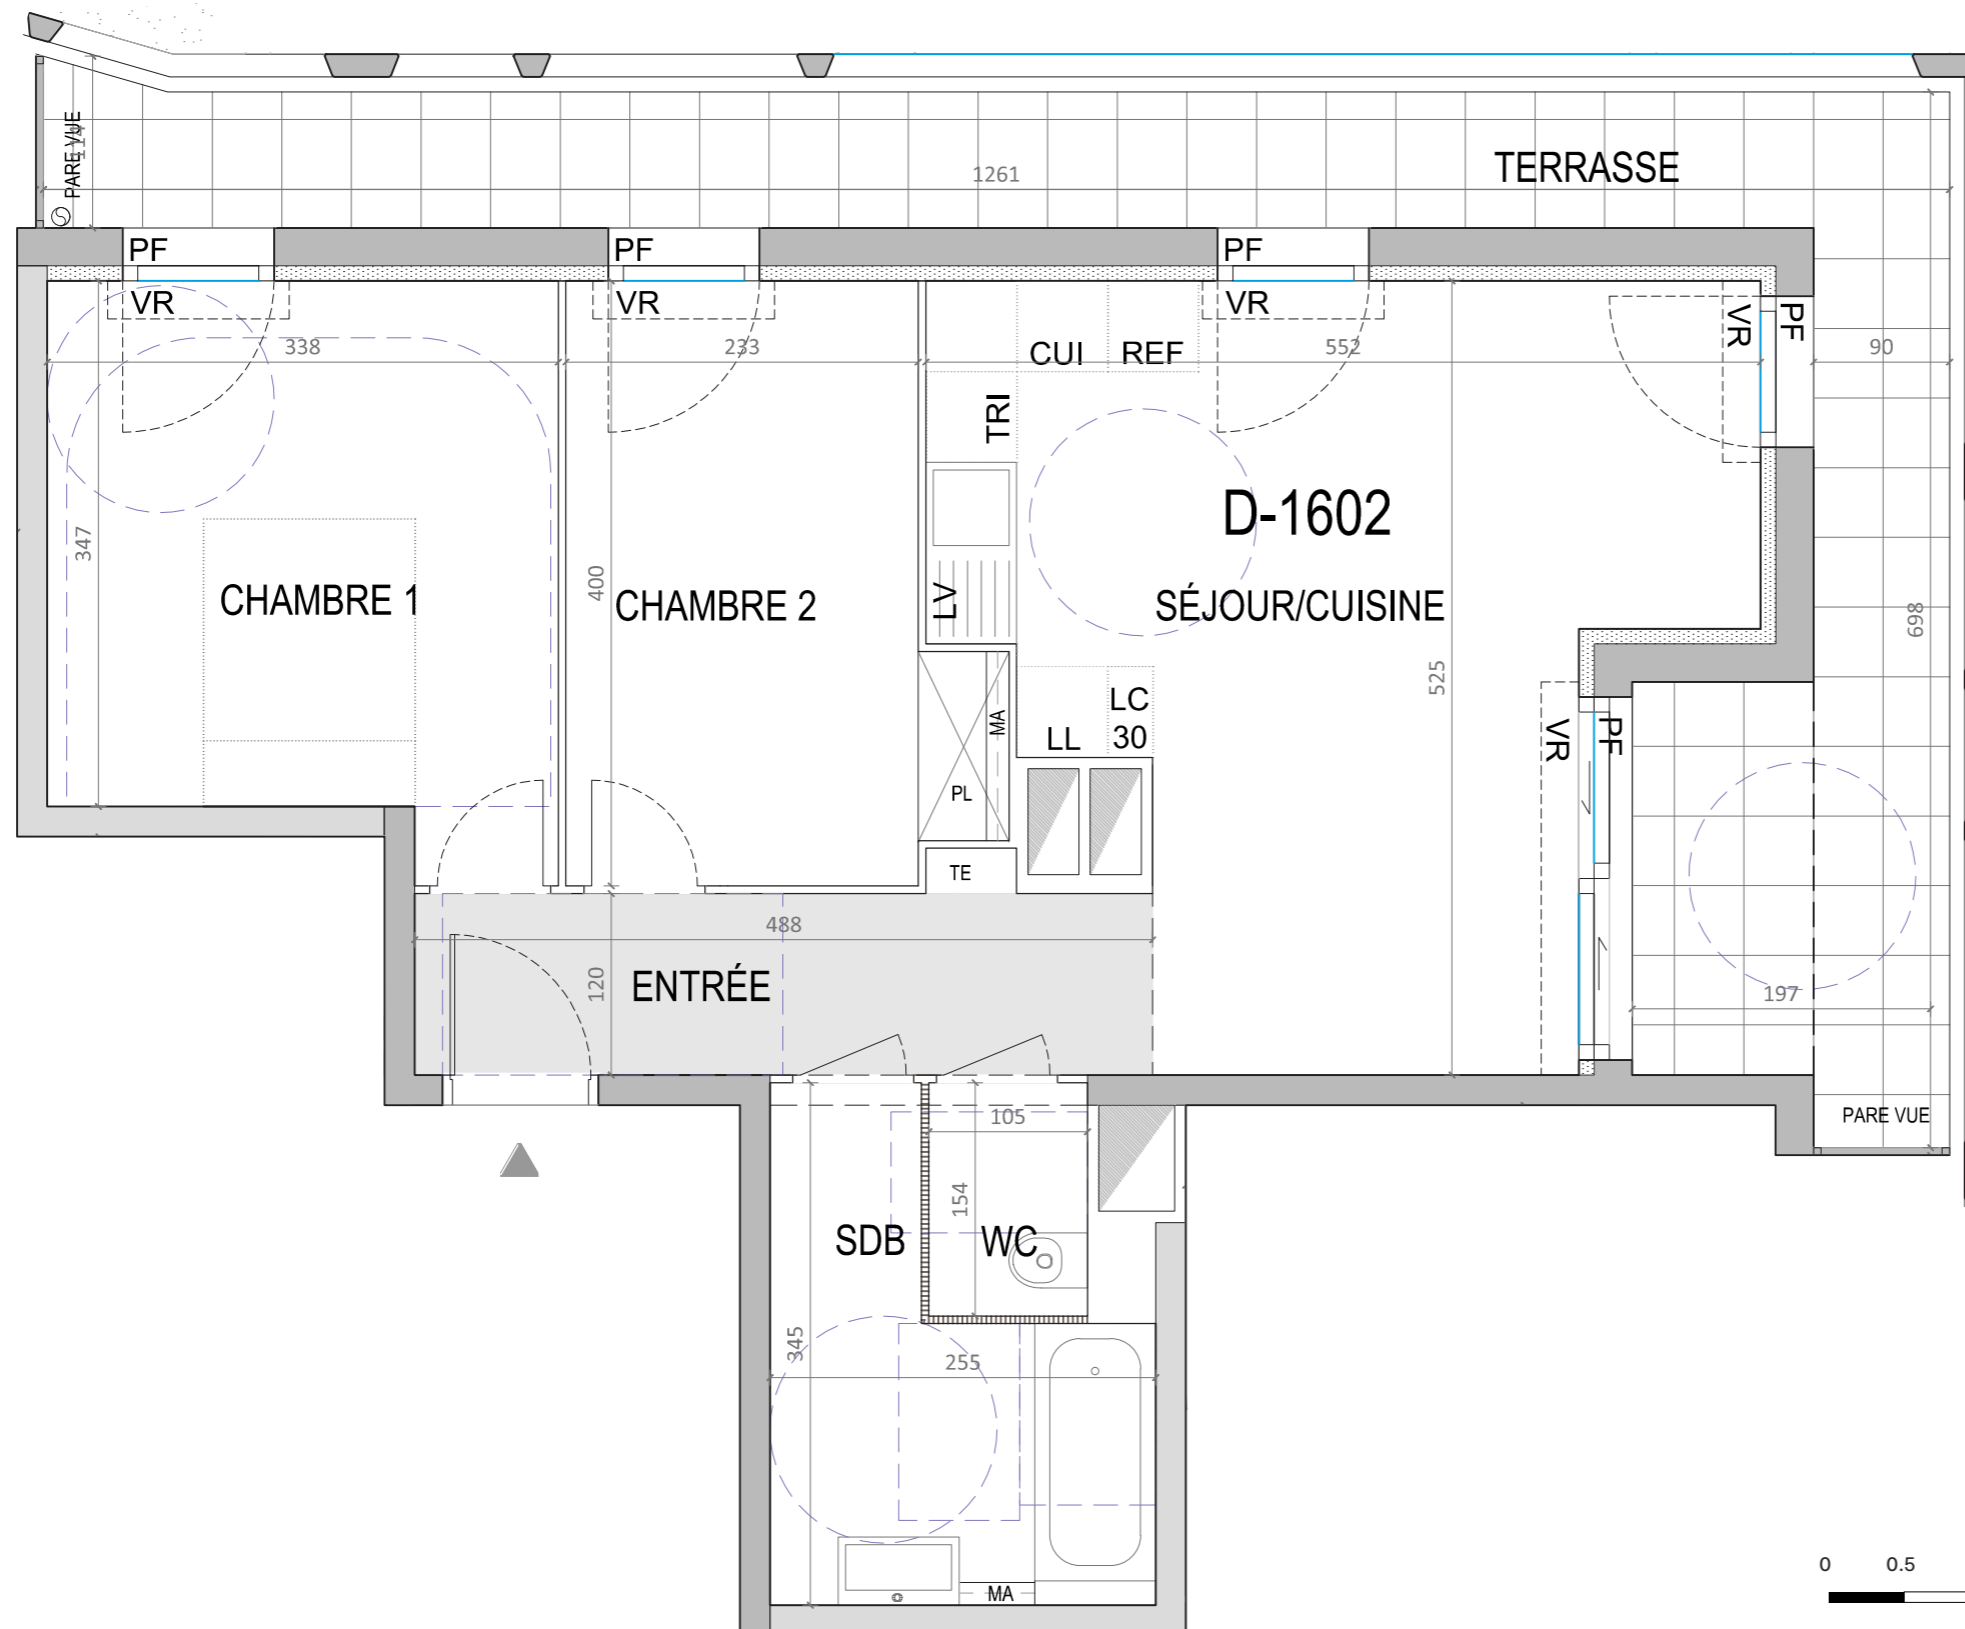 PARE VUE
114
1261
TERRASSE
PF
PF
PF
VR
VR
VR
VR
PF
338
233
552
90
CUI
REF
TRI
D-1602
347
400
CHAMBRE 1
CHAMBRE 2
LV
SÉJOUR/CUISINE
698
525
MA
LC
30
LL
VR
PF
PL
TE
488
120
ENTRÉE
197
105
PARE VUE
154
SDB
WC
345
255
MA
0
0.5